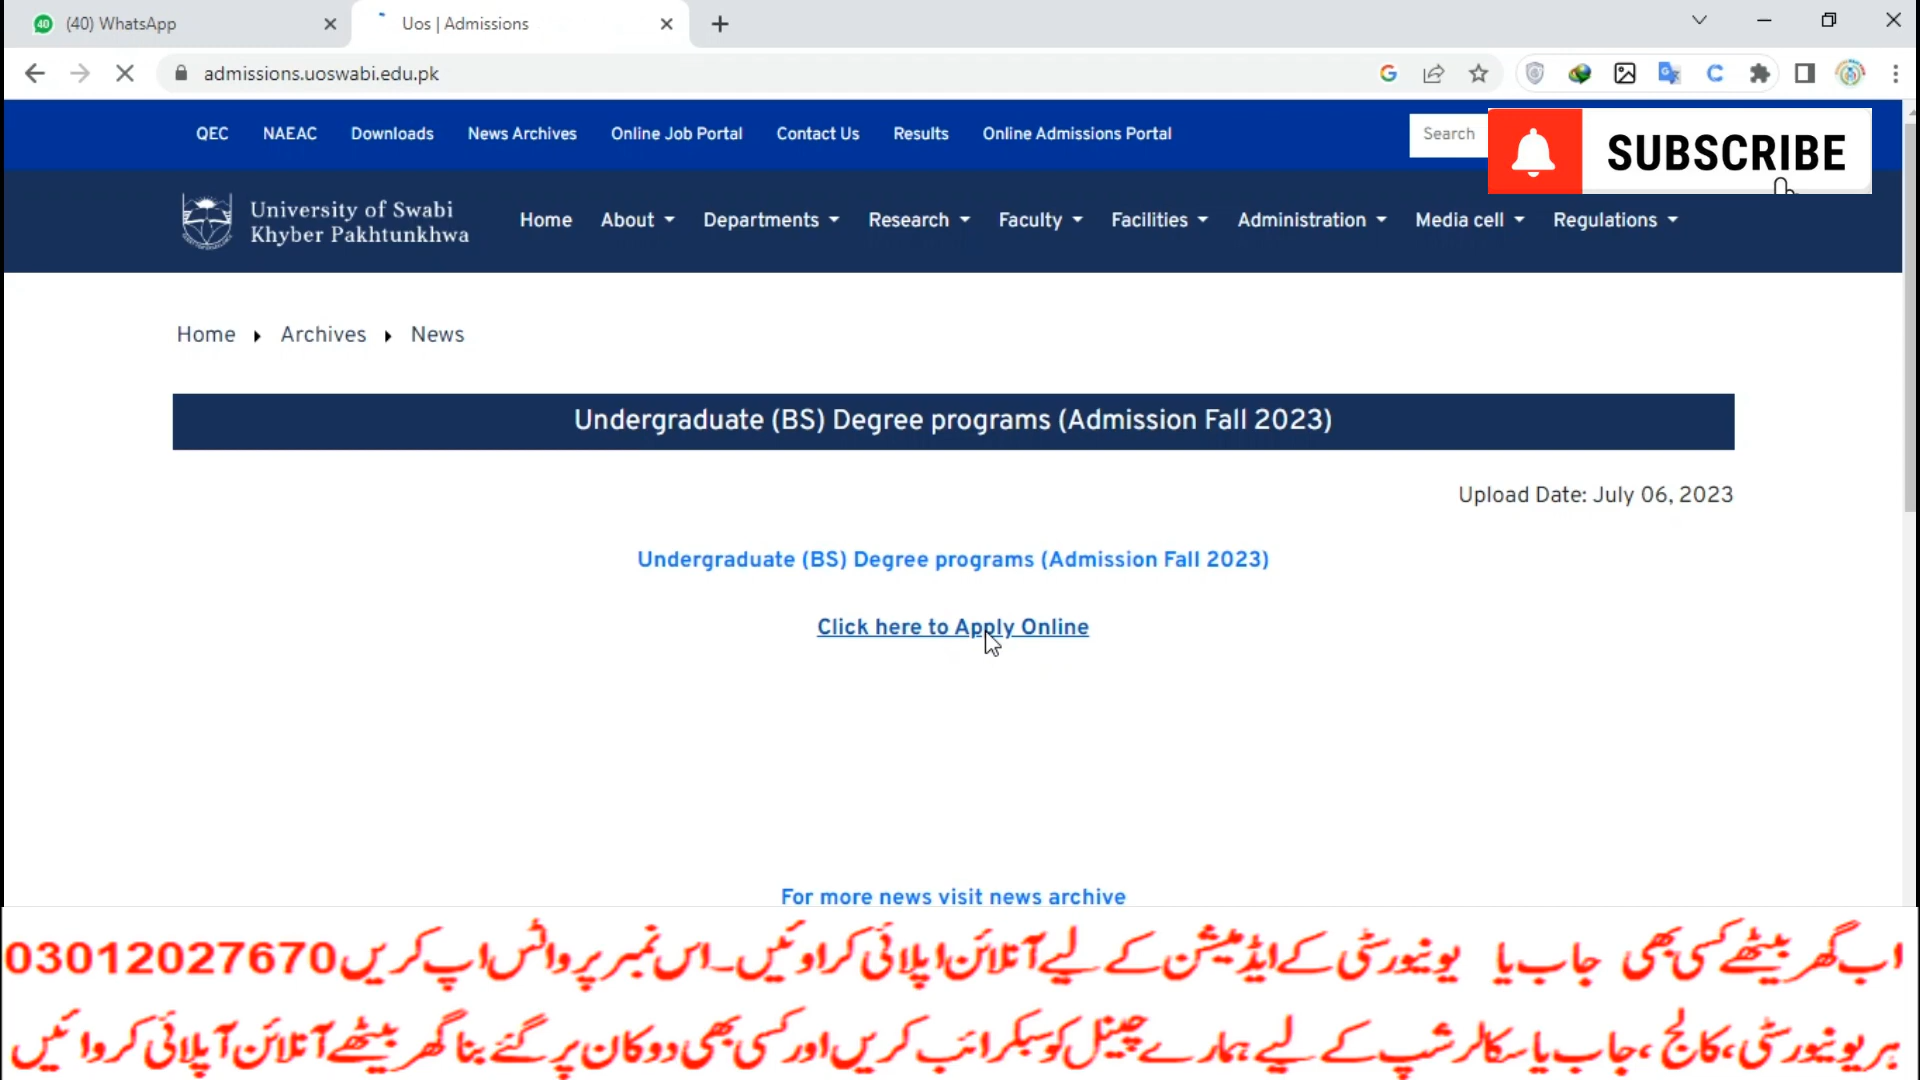 40 (40) WhatsApp
Uos | Admissions
admissions.uoswabi.edu.pk
QEC NAEAC Downloads News Archives Online Job Portal Contact Us Results Online Admissions Portal
Search
SUBSCRIBE
University of Swabi
Khyber Pakhtunkhwa
Home About Departments Research Faculty Facilities Administration Media cell Regulations
Home Archives News
Undergraduate (BS) Degree programs (Admission Fall 2023)
Upload Date: July 06, 2023
Undergraduate (BS) Degree programs (Admission Fall 2023)
Click here to Apply Online
For more news visit news archive
اب گھر بیٹھے کسی بھی جاب یا یونیورسٹی کے ایڈمیشن کے لیے آنلائن اپلائی کراوئیں۔اس نمبر پر واٹس اپ کریں 03012027670
ہر یونیورسٹی، کالج ،جاب یا سکالرشپ کے لیے ہمارے چینل کو سبکرائب کریں اور کسی بھی دوکان پر گئے بنا گھر بیٹھے آنلائن آپلائی کروائیں